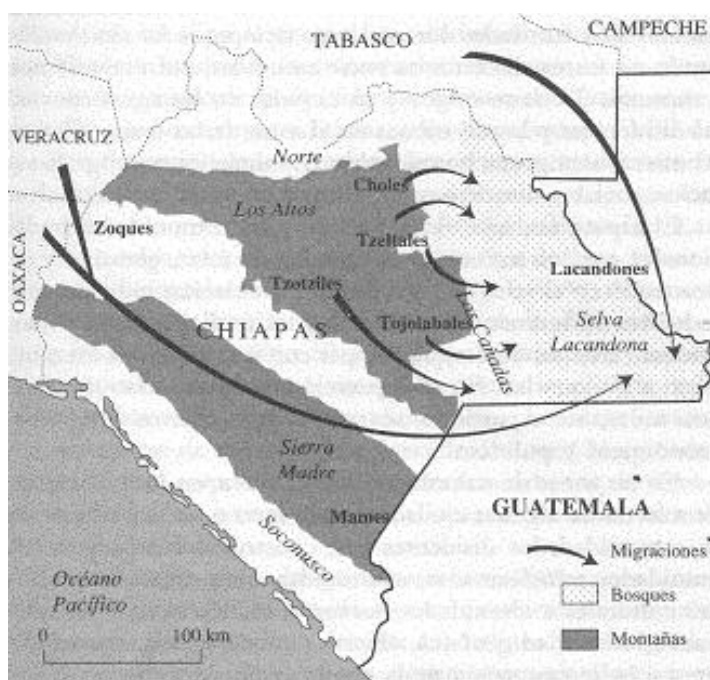 CAMPECHE
TABASCO
VERACRUZ
Norte
Choles
Los Altos
Zoques
Tzeltales
OAXACA
Lacandones
Tzotziles
CHIAPAS
Tojolabales
Las Cañadas
Selva
Lacandona
Sierra
Madre
Mames
Soconusco
GUATEMALA
Migraciones
Océano
Pacífico
Bosques
0
100 km
Montañas